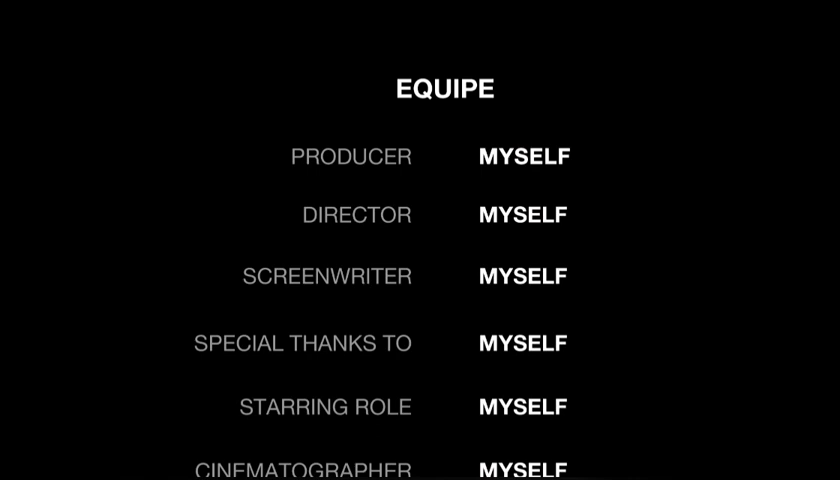 EQUIPE
PRODUCER MYSELF
DIRECTOR MYSELF
SCREENWRITER MYSELF
SPECIAL THANKS TO MYSELF
STARRING ROLE MYSELF
CINEMATOGRAPHER MYSELF